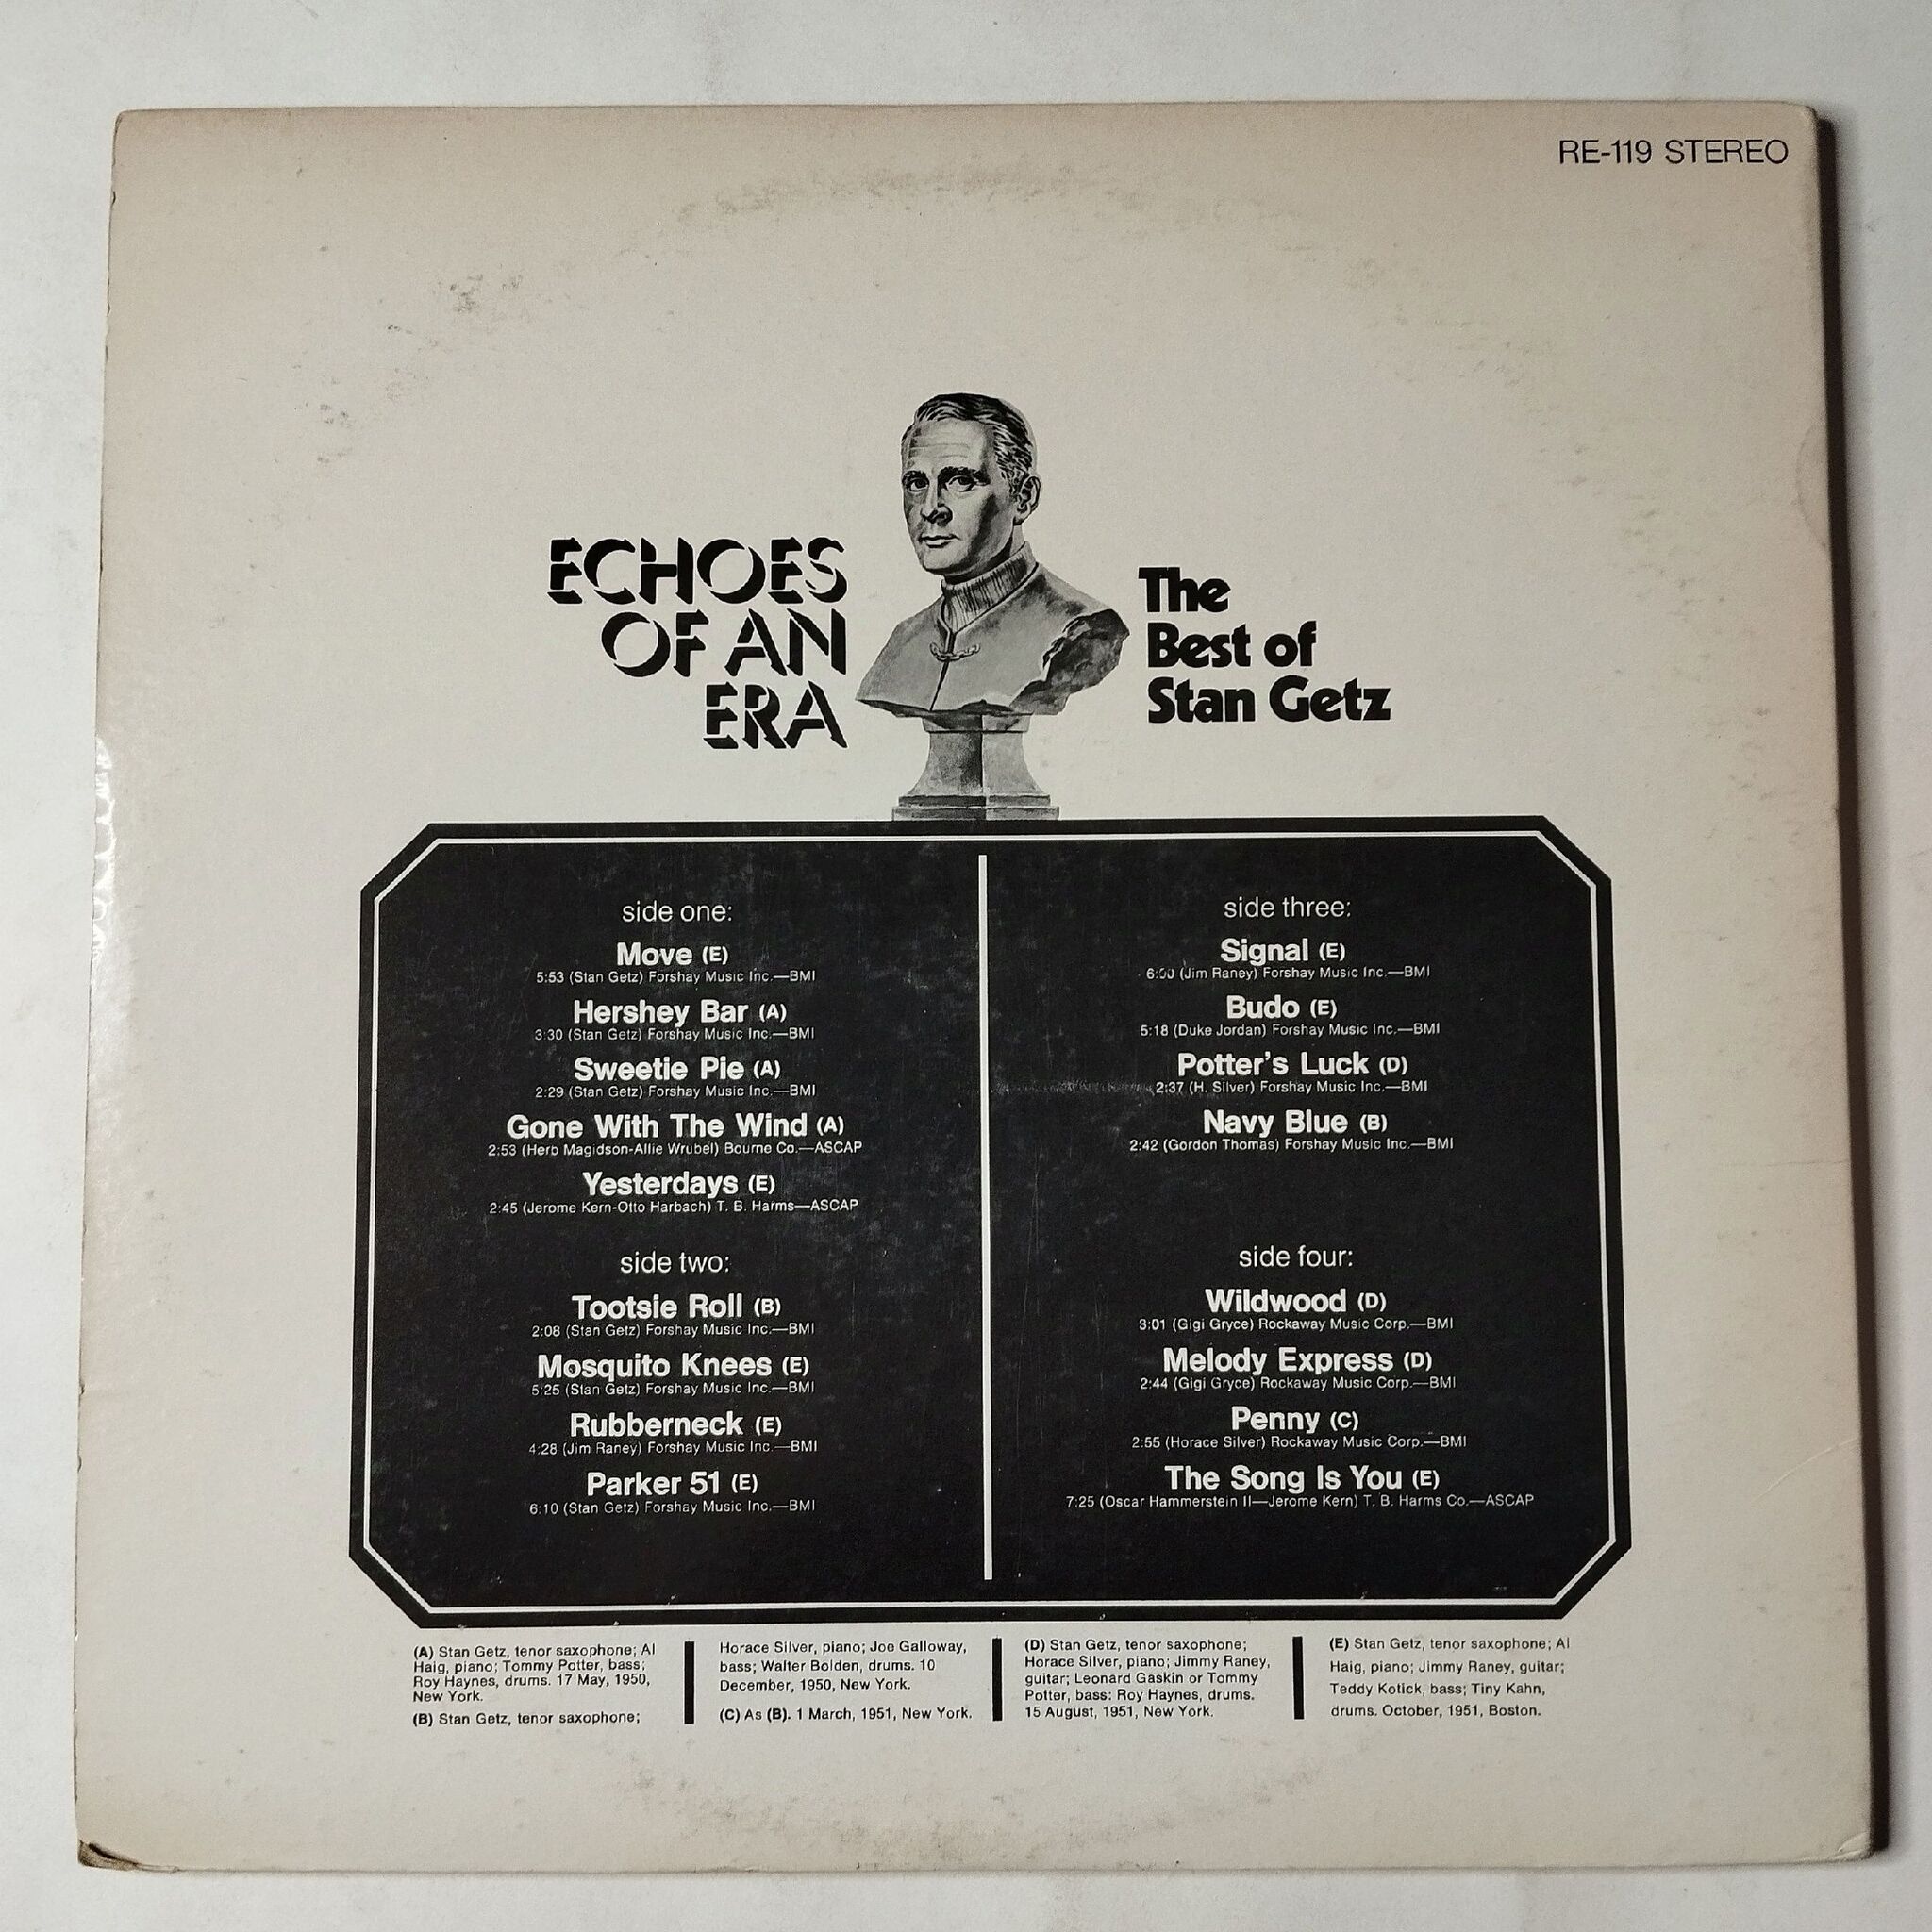 RE-119 STEREO
ECHOES
OF AN
ERA
The
Best of
Stan Getz
side one:
Move (E)
5:53 (Stan Getz) Forshay Music Inc.—BMI
Hershey Bar (A)
3:30 (Stan Getz) Forshay Music Inc.—BMI
Sweetie Pie (A)
2:29 (Stan Getz) Forshay Music Inc.—BMI
Gone With The Wind (A)
2:53 (Herb Magidson-Allie Wrubel) Bourne Co.—ASCAP
Yesterdays (E)
2:45 (Jerome Kern-Otto Harbach) T. B. Harms—ASCAP
side two:
Tootsie Roll (B)
2:08 (Stan Getz) Forshay Music Inc.—BMI
Mosquito Knees (E)
5:25 (Stan Getz) Forshay Music Inc.—BMI
Rubberneck (E)
4:28 (Jim Raney) Forshay Music Inc.—BMI
Parker 51 (E)
6:10 (Stan Getz) Forshay Music Inc.—BMI
side three:
Signal (E)
(Jim Raney) Forshay Music Inc.—BMI
Budo (E)
5:18 (Duke Jordan) Forshay Music Inc.—BMI
Potter's Luck (D)
2:37 (H. Silver) Forshay Music Inc.—BMI
Navy Blue (B)
2:42 (Gordon Thomas) Forshay Music Inc.—BMI
side four:
Wildwood (D)
3:01 (Gigi Gryce) Rockaway Music Corp.—BMI
Melody Express (D)
2:44 (Gigi Gryce) Rockaway Music Corp.—BMI
Penny (C)
2:55 (Horace Silver) Rockaway Music Corp.—BMI
The Song Is You (E)
7:25 (Oscar Hammerstein II—Jerome Kern) T. B. Harms Co.—ASCAP
(A) Stan Getz, tenor saxophone; Al
Haig, piano; Tommy Potter, bass;
Roy Haynes, drums. 17 May, 1950,
New York.
(B) Stan Getz, tenor saxophone;
Horace Silver, piano; Joe Galloway,
bass; Walter Bolden, drums. 10
December, 1950, New York.
(C) As (B). 1 March, 1951, New York.
(D) Stan Getz, tenor saxophone;
Horace Silver, piano; Jimmy Raney,
guitar; Leonard Gaskin or Tommy
Potter, bass: Roy Haynes, drums.
15 August, 1951, New York.
(E) Stan Getz, tenor saxophone; Al
Haig, piano; Jimmy Raney, guitar;
Teddy Kotick, bass; Tiny Kahn,
drums. October, 1951, Boston.